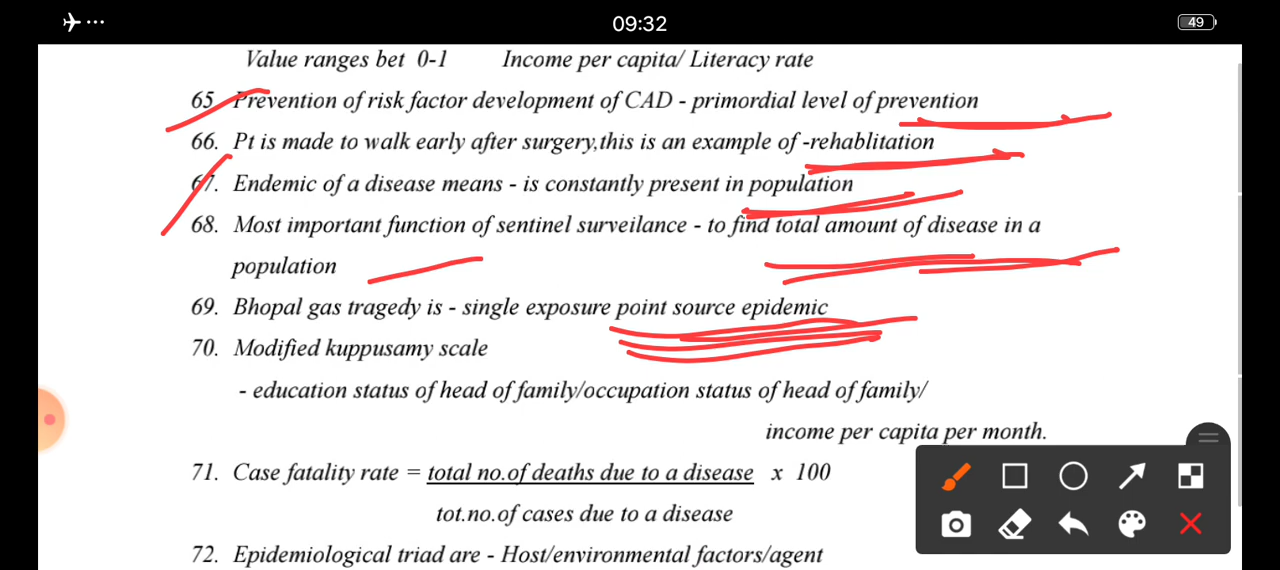 09:32
49
Value ranges bet 0-1 Income per capita/ Literacy rate
65. Prevention of risk factor development of CAD - primordial level of prevention
66. Pt is made to walk early after surgery,this is an example of -rehablitation
67. Endemic of a disease means - is constantly present in population
68. Most important function of sentinel surveilance - to find total amount of disease in a
population
69. Bhopal gas tragedy is - single exposure point source epidemic
70. Modified kuppusamy scale
- education status of head of family/occupation status of head of family/
income per capita per month.
71. Case fatality rate = total no.of deaths due to a disease x 100
tot.no.of cases due to a disease
72. Epidemiological triad are - Host/environmental factors/agent